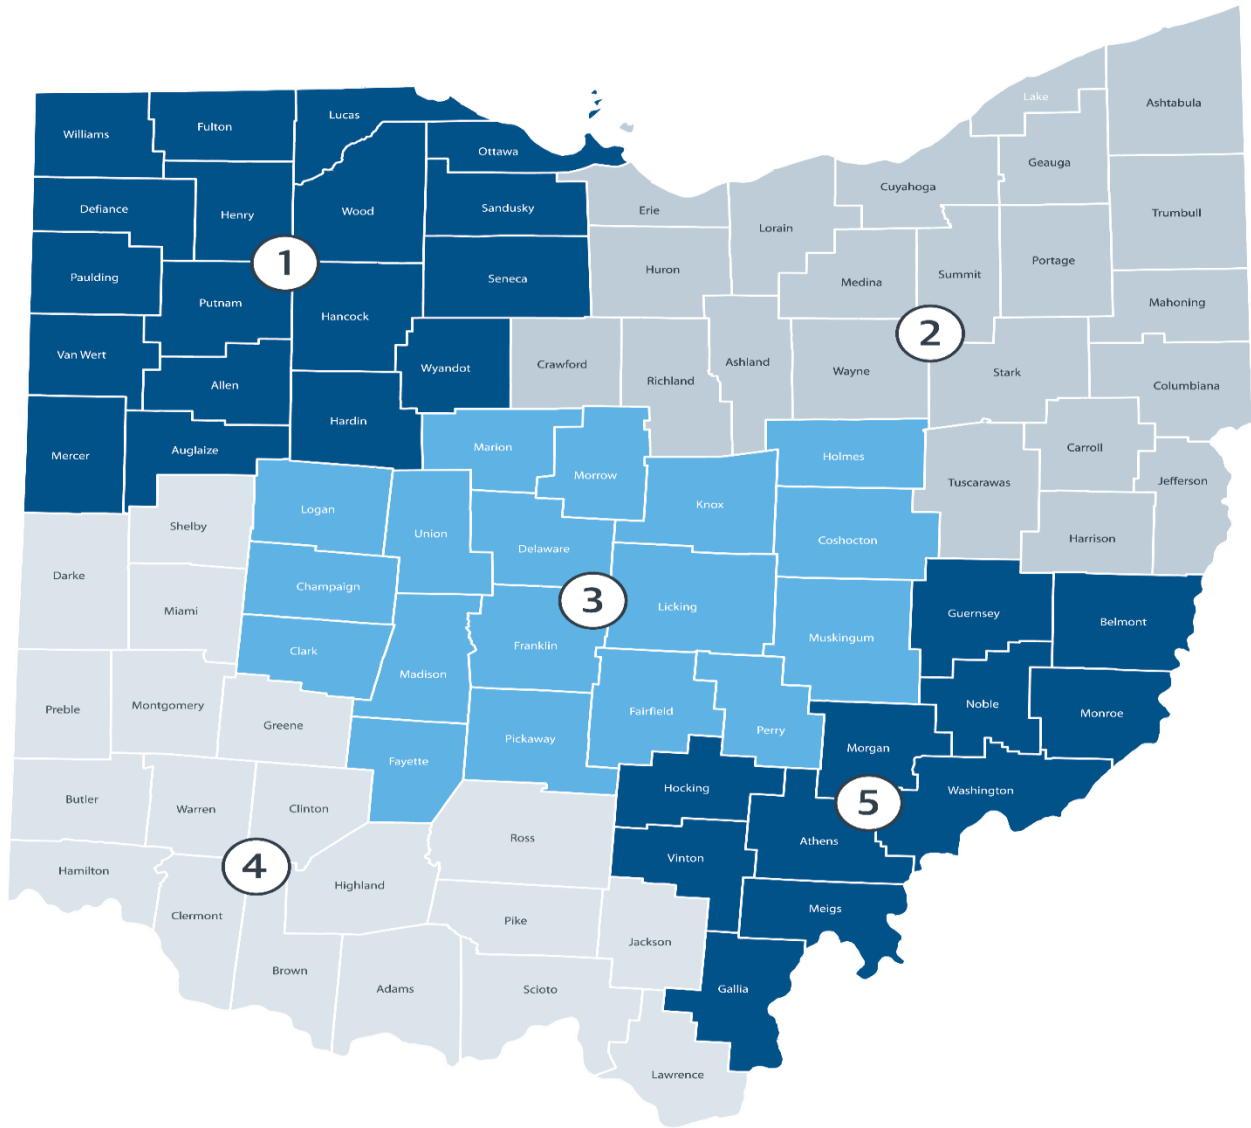 Lake
Ashtabula
Williams
Fulton
Lucas
Ottawa
Geauga
Cuyahoga
Defiance
Henry
Wood
Sandusky
Erie
Lorain
Trumbull
Paulding
1
Seneca
Huron
Medina
Summit
Portage
Putnam
Hancock
Mahoning
2
Van Wert
Allen
Wyandot
Crawford
Richland
Ashland
Wayne
Stark
Columbiana
Mercer
Auglaize
Hardin
Marion
Morrow
Holmes
Carroll
Tuscarawas
Jefferson
Shelby
Logan
Union
Knox
Delaware
Coshocton
Harrison
Darke
Miami
Champaign
3
Licking
Guernsey
Belmont
Clark
Madison
Franklin
Muskingum
Preble
Montgomery
Greene
Fairfield
Perry
Noble
Monroe
Fayette
Pickaway
Morgan
Butler
Warren
Clinton
Hocking
5
Washington
Ross
Athens
Hamilton
4
Highland
Vinton
Clermont
Pike
Jackson
Meigs
Brown
Adams
Scioto
Gallia
Lawrence